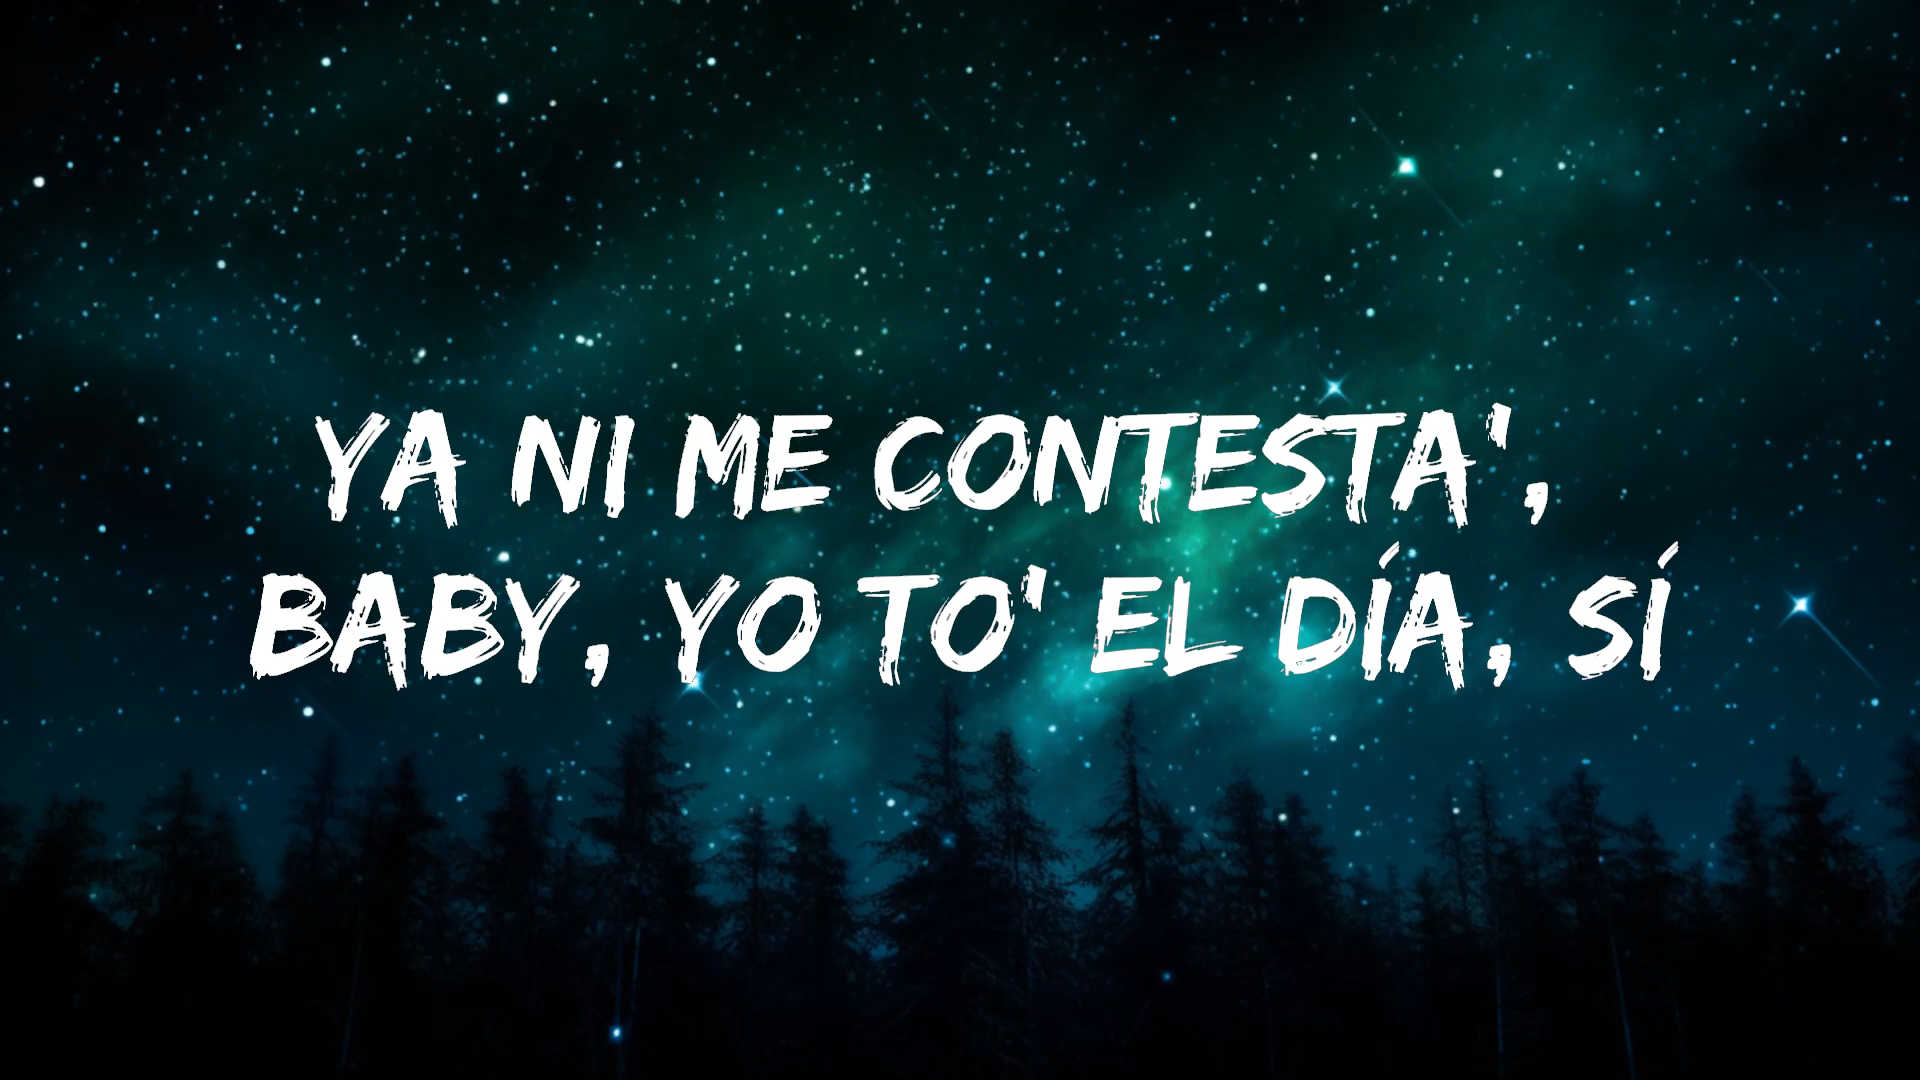 YA NI ME CONTESTA',
BABY, YO TO' EL DÍA, SÍ